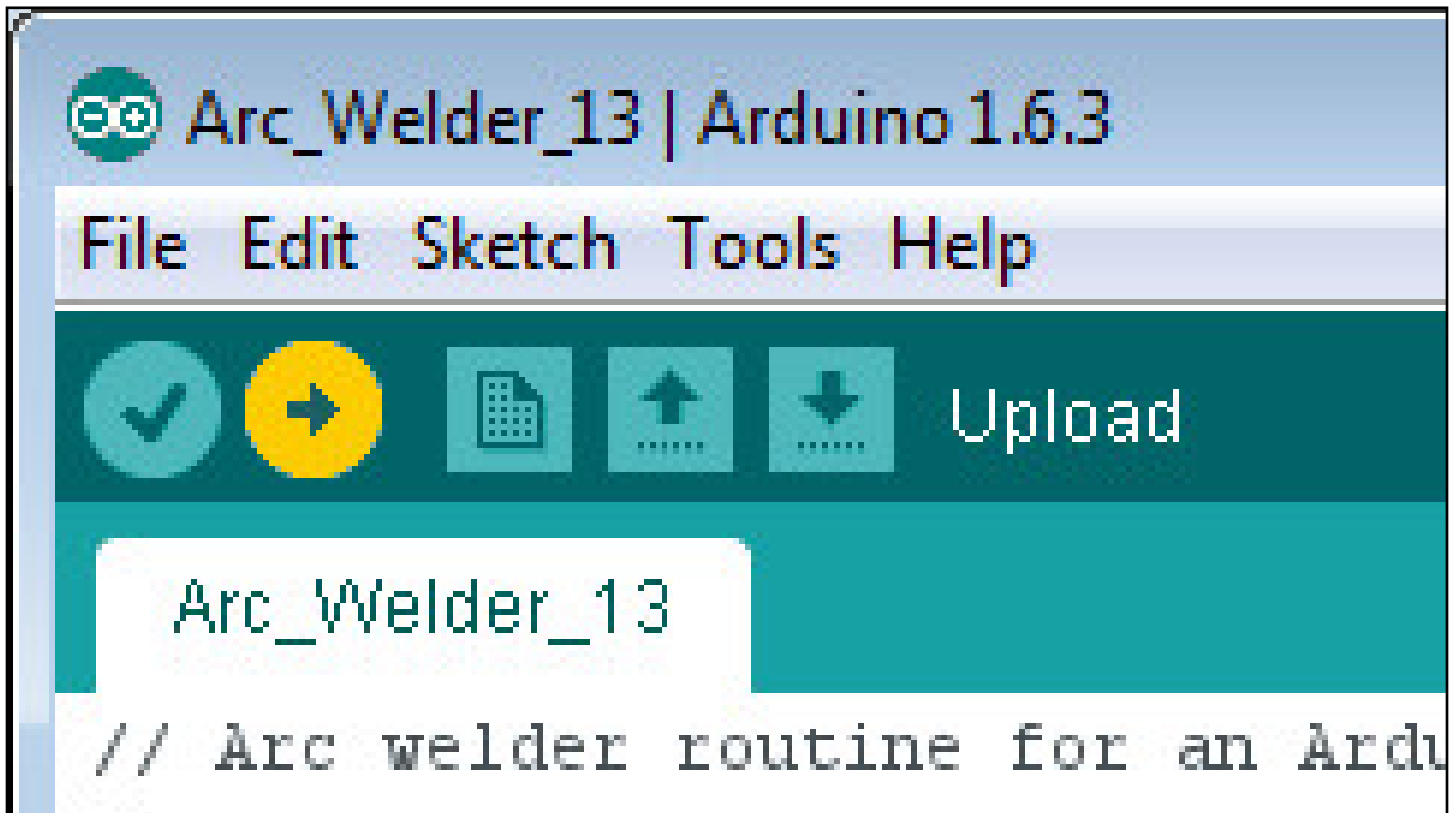 Arc_Welder_13 | Arduino 1.6.3
File Edit Sketch Tools Help
Upload
Arc_Welder_13
// Arc welder routine for an Ardu